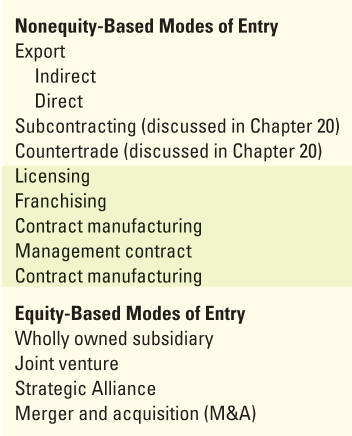 Nonequity-Based Modes of Entry
Export
Indirect
Direct
Subcontracting (discussed in Chapter 20)
Countertrade (discussed in Chapter 20)
Licensing
Franchising
Contract manufacturing
Management contract
Contract manufacturing
Equity-Based Modes of Entry
Wholly owned subsidiary
Joint venture
Strategic Alliance
Merger and acquisition (M&A)